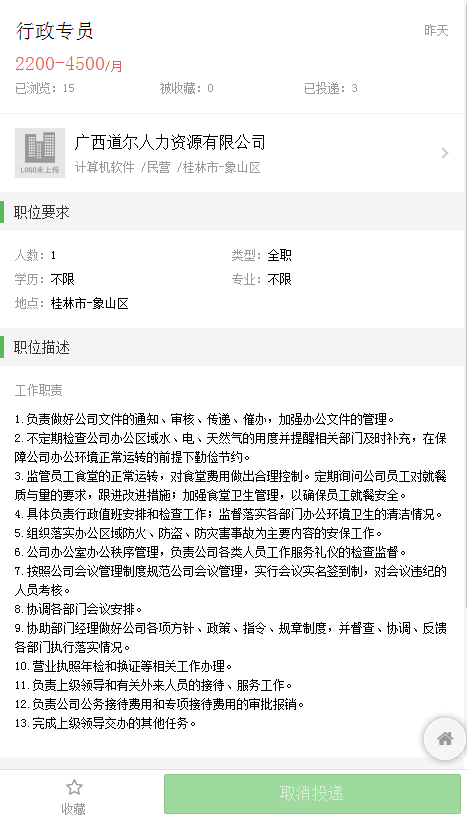 行政专员
昨天
2200-4500/月
已浏览：15 被收藏：0 已投递：3
广西道尔人力资源有限公司
LOGO未上传
计算机软件 /民营 /桂林市-象山区
职位要求
人数：1 类型：全职
学历：不限 专业：不限
地点：桂林市-象山区
职位描述
工作职责
1.负责做好公司文件的通知、审核、传递、催办，加强办公文件的管理。
2.不定期检查公司办公区域水、电、天然气的用度并提醒相关部门及时补充，在保
障公司办公环境正常运转的前提下勤俭节约。
3.监管员工食堂的正常运转，对食堂费用做出合理控制。定期询问公司员工对就餐
质与量的要求，跟进改进措施；加强食堂卫生管理，以确保员工就餐安全。
4.具体负责行政值班安排和检查工作；监督落实各部门办公环境卫生的清洁情况。
5.组织落实办公区域防火、防盗、防灾害事故为主要内容的安保工作。
6.公司办公室办公秩序管理，负责公司各类人员工作服务礼仪的检查监督。
7.按照公司会议管理制度规范公司会议管理，实行会议实名签到制，对会议违纪的
人员考核。
8.协调各部门会议安排。
9.协助部门经理做好公司各项方针、政策、指令、规章制度，并督查、协调、反馈
各部门执行落实情况。
10.营业执照年检和换证等相关工作办理。
11.负责上级领导和有关外来人员的接待、服务工作。
12.负责公司公务接待费用和专项接待费用的审批报销。
13.完成上级领导交办的其他任务。
收藏
取消投递